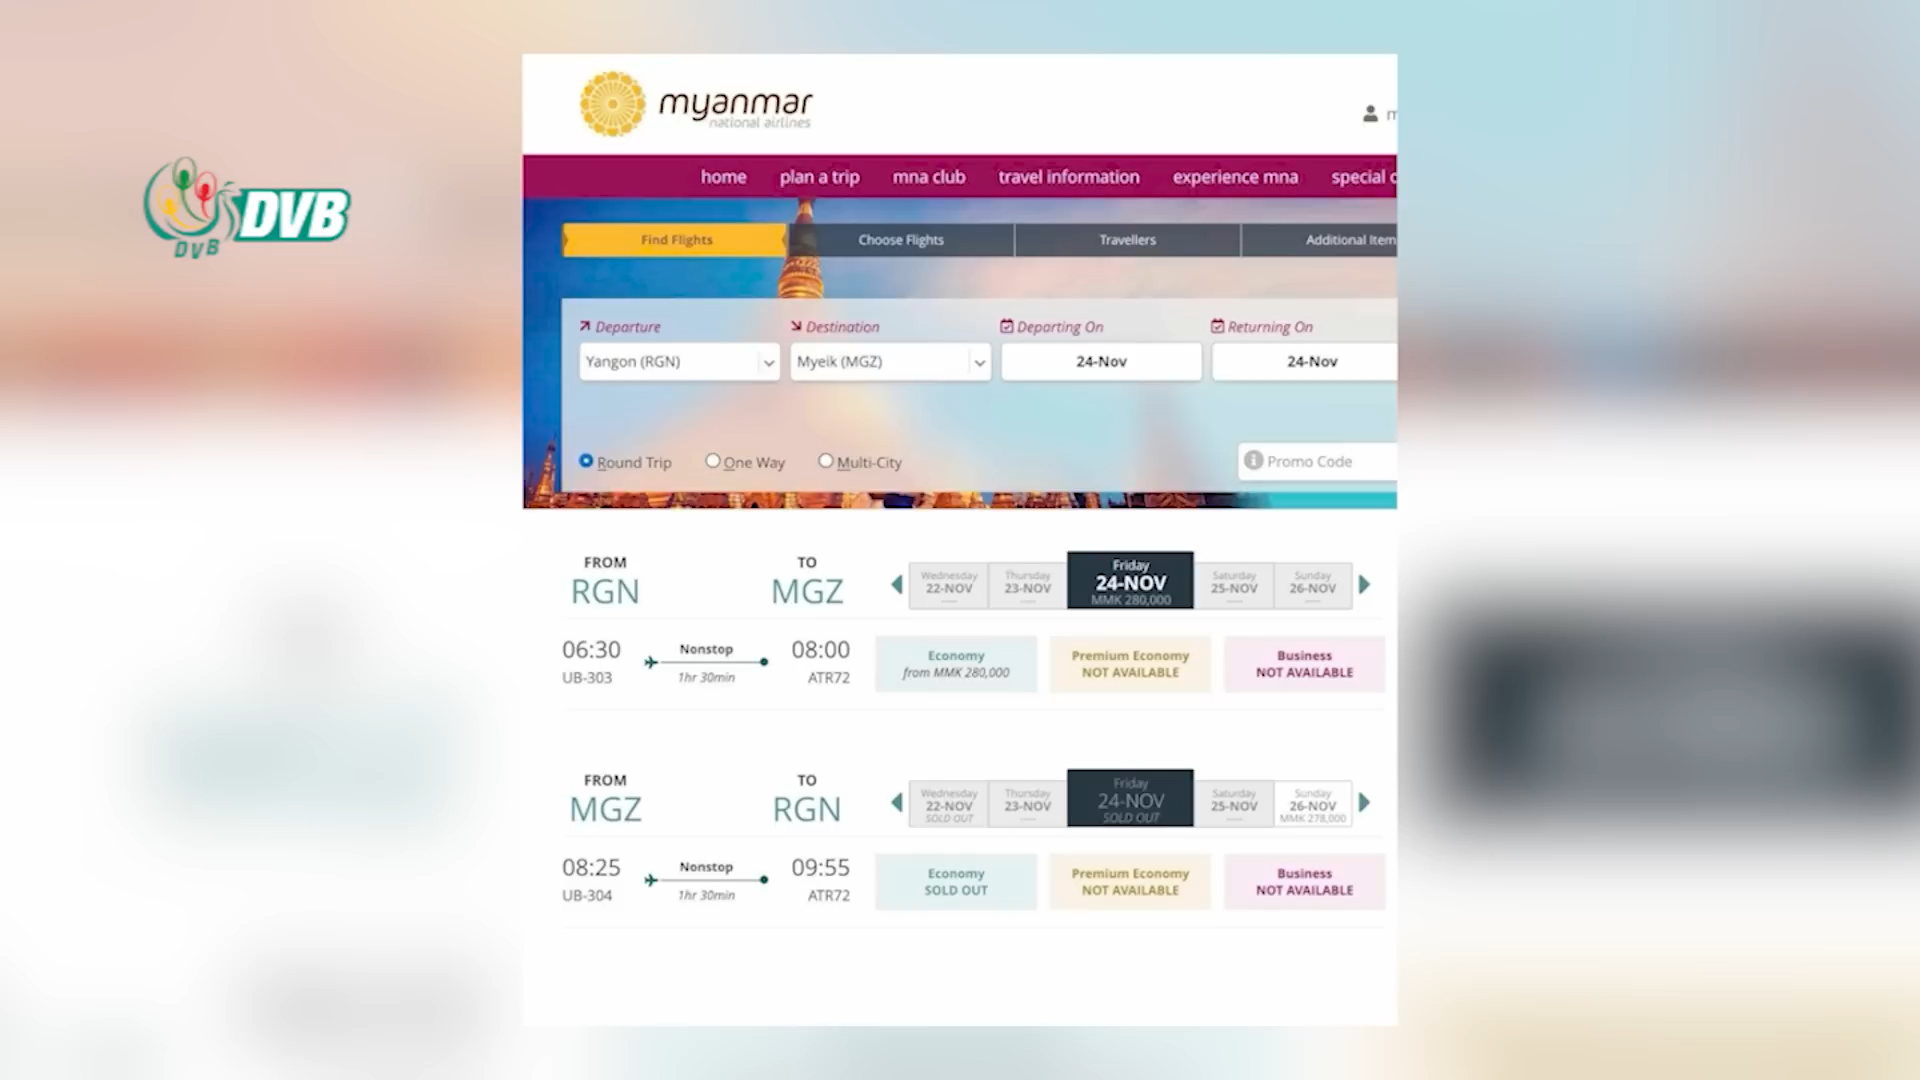 myanmar
national airlines
DVB
DVB
home plan a trip mna club travel information experience mna special
Find Flights Choose Flights Travellers Additional Item
Departure Destination Departing On Returning On
Yangon (RGN) Myeik (MGZ) 24-Nov 24-Nov
Round Trip One Way Multi-City Promo Code
FROM TO
RGN MGZ
Wednesday Thursday Friday Saturday Sunday
22-NOV 23-NOV 24-NOV 25-NOV 26-NOV
MMK 280,000
06:30 Nonstop 08:00
UB-303 1hr 30min ATR72
Economy Premium Economy Business
from MMK 280,000 NOT AVAILABLE NOT AVAILABLE
FROM TO
MGZ RGN
Wednesday Thursday Friday Saturday Sunday
22-NOV 23-NOV 24-NOV 25-NOV 26-NOV
SOLD OUT SOLD OUT MMK 278,000
08:25 Nonstop 09:55
UB-304 1hr 30min ATR72
Economy Premium Economy Business
SOLD OUT NOT AVAILABLE NOT AVAILABLE